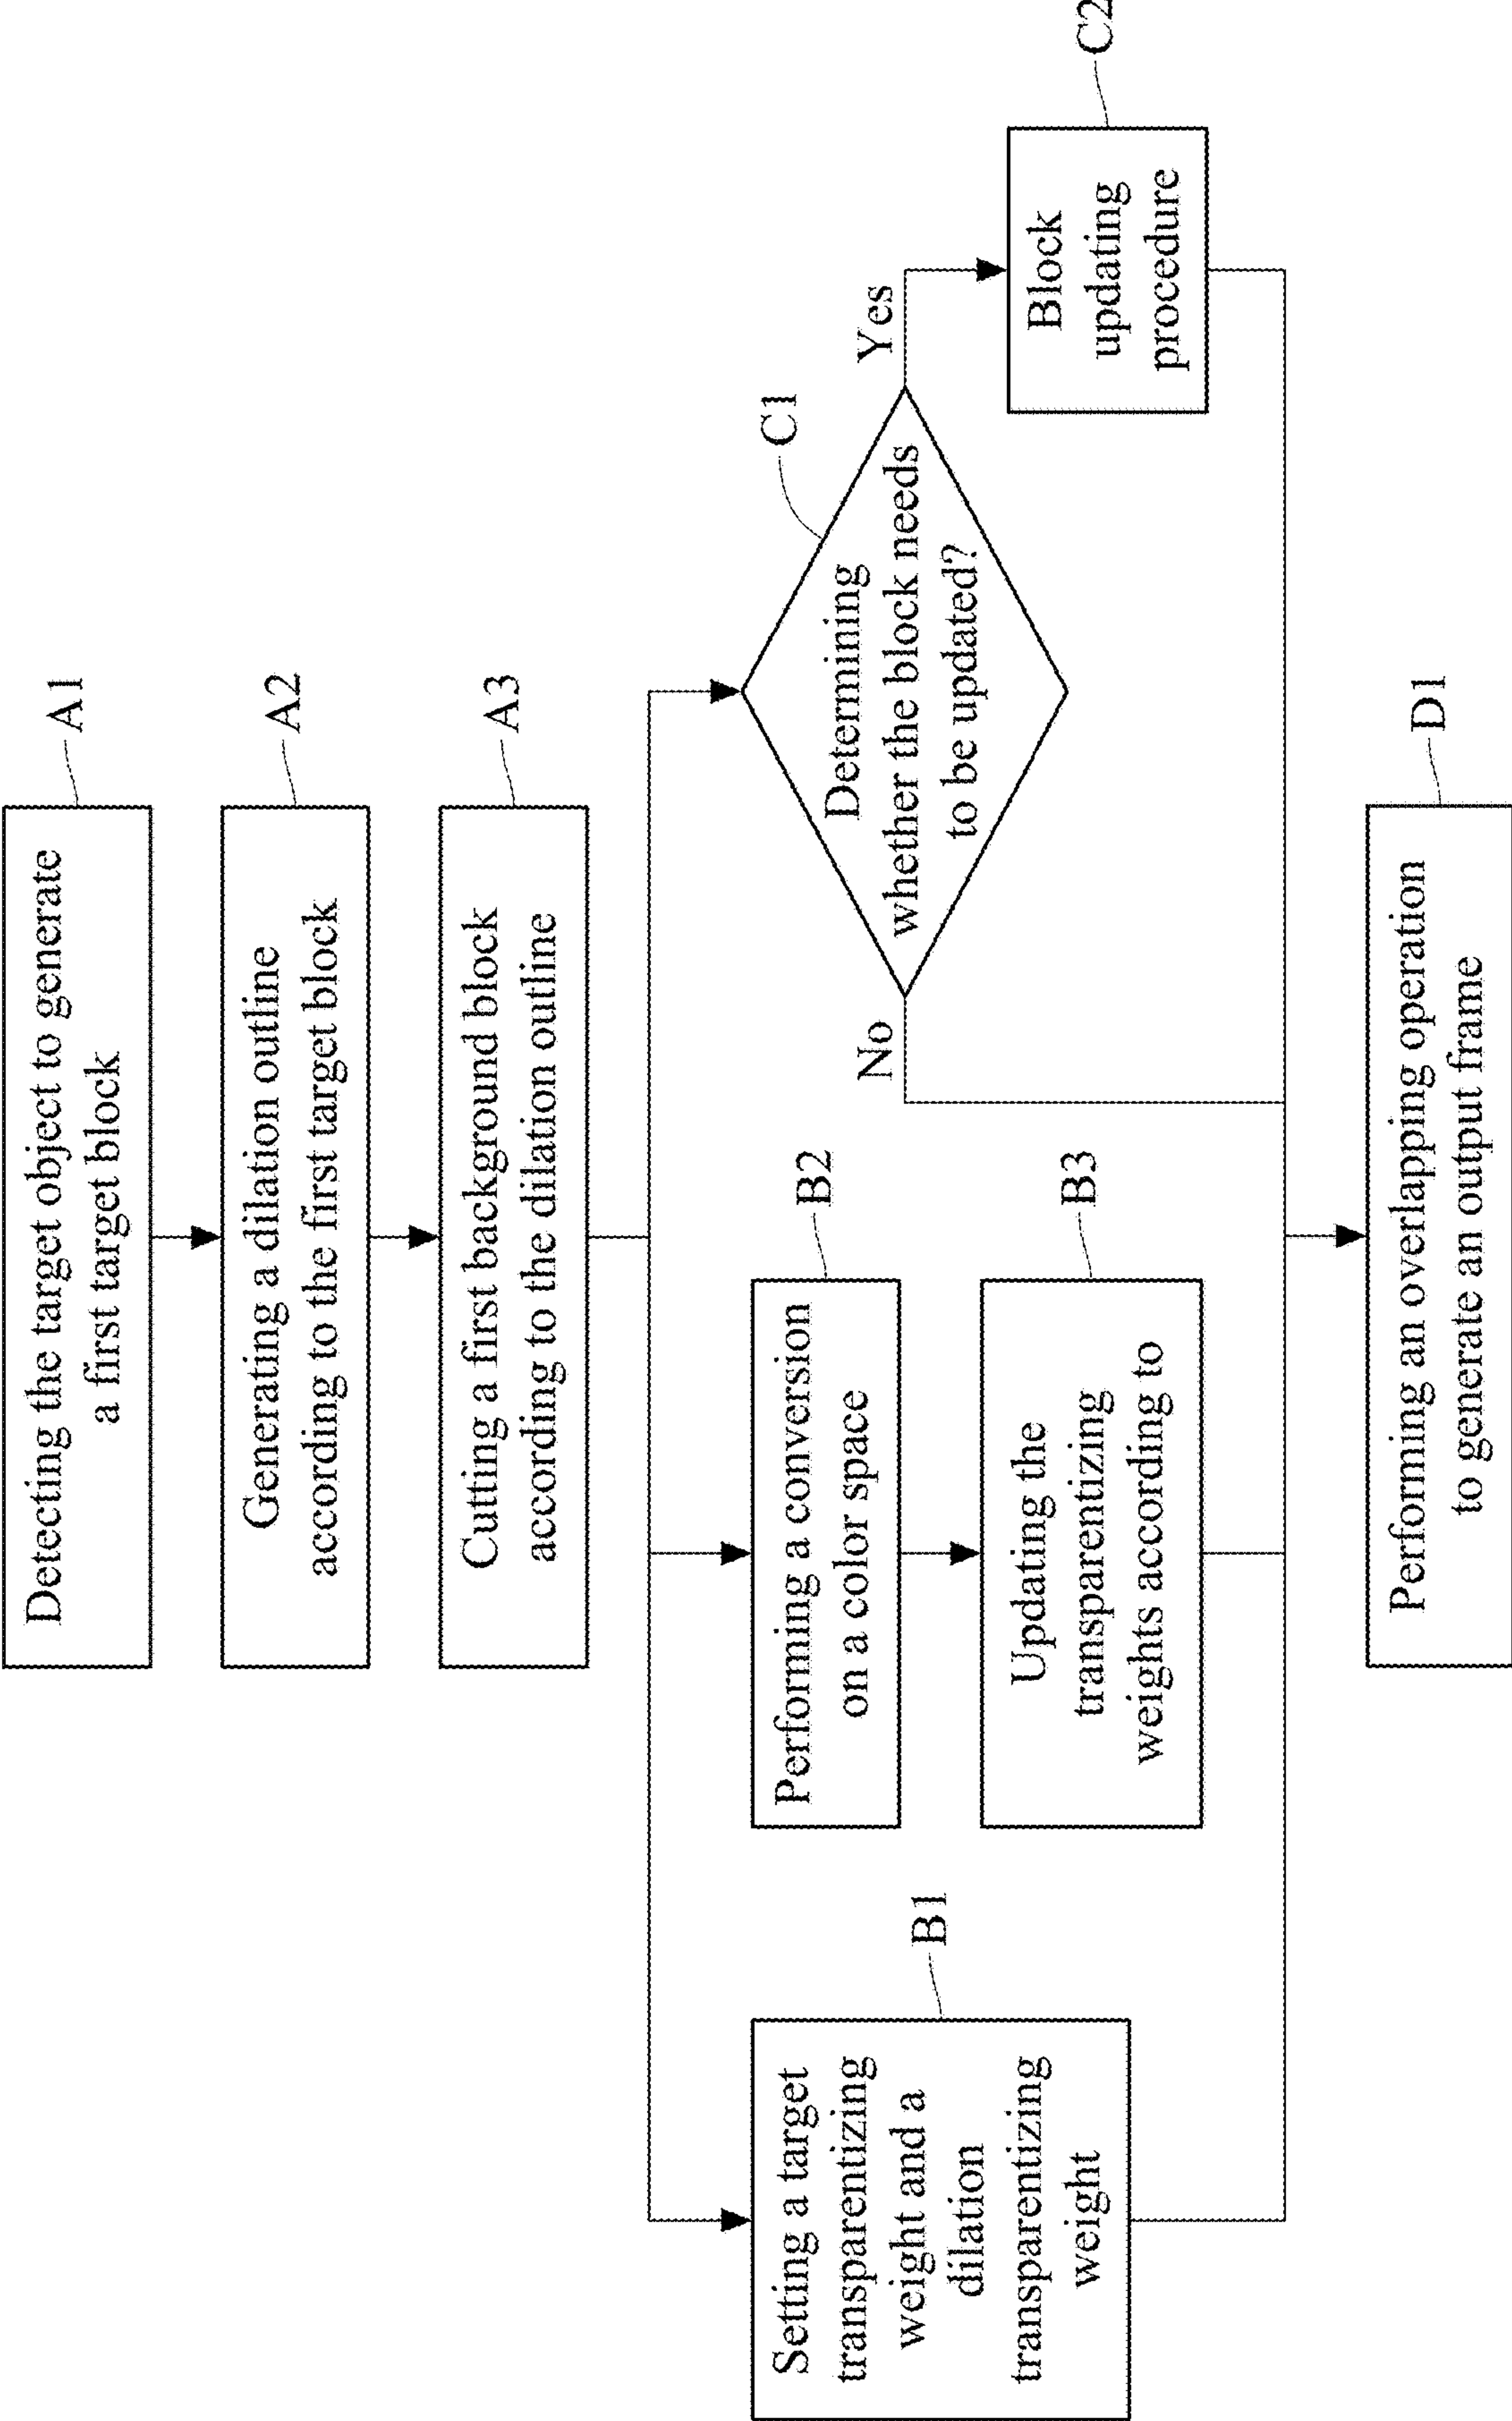 Detecting the target object to generate
a first target block
A1
Generating a dilation outline
according to the first target block
A2
Cutting a first background block
according to the dilation outline
A3
Setting a target
transparentizing
weight and a
dilation
transparentizing
weight
B1
Performing a conversion
on a color space
B2
Updating the
transparentizing
weights according to
B3
Determining
whether the block needs
to be updated?
C1
No
Yes
Block
updating
procedure
C2
Performing an overlapping operation
to generate an output frame
D1